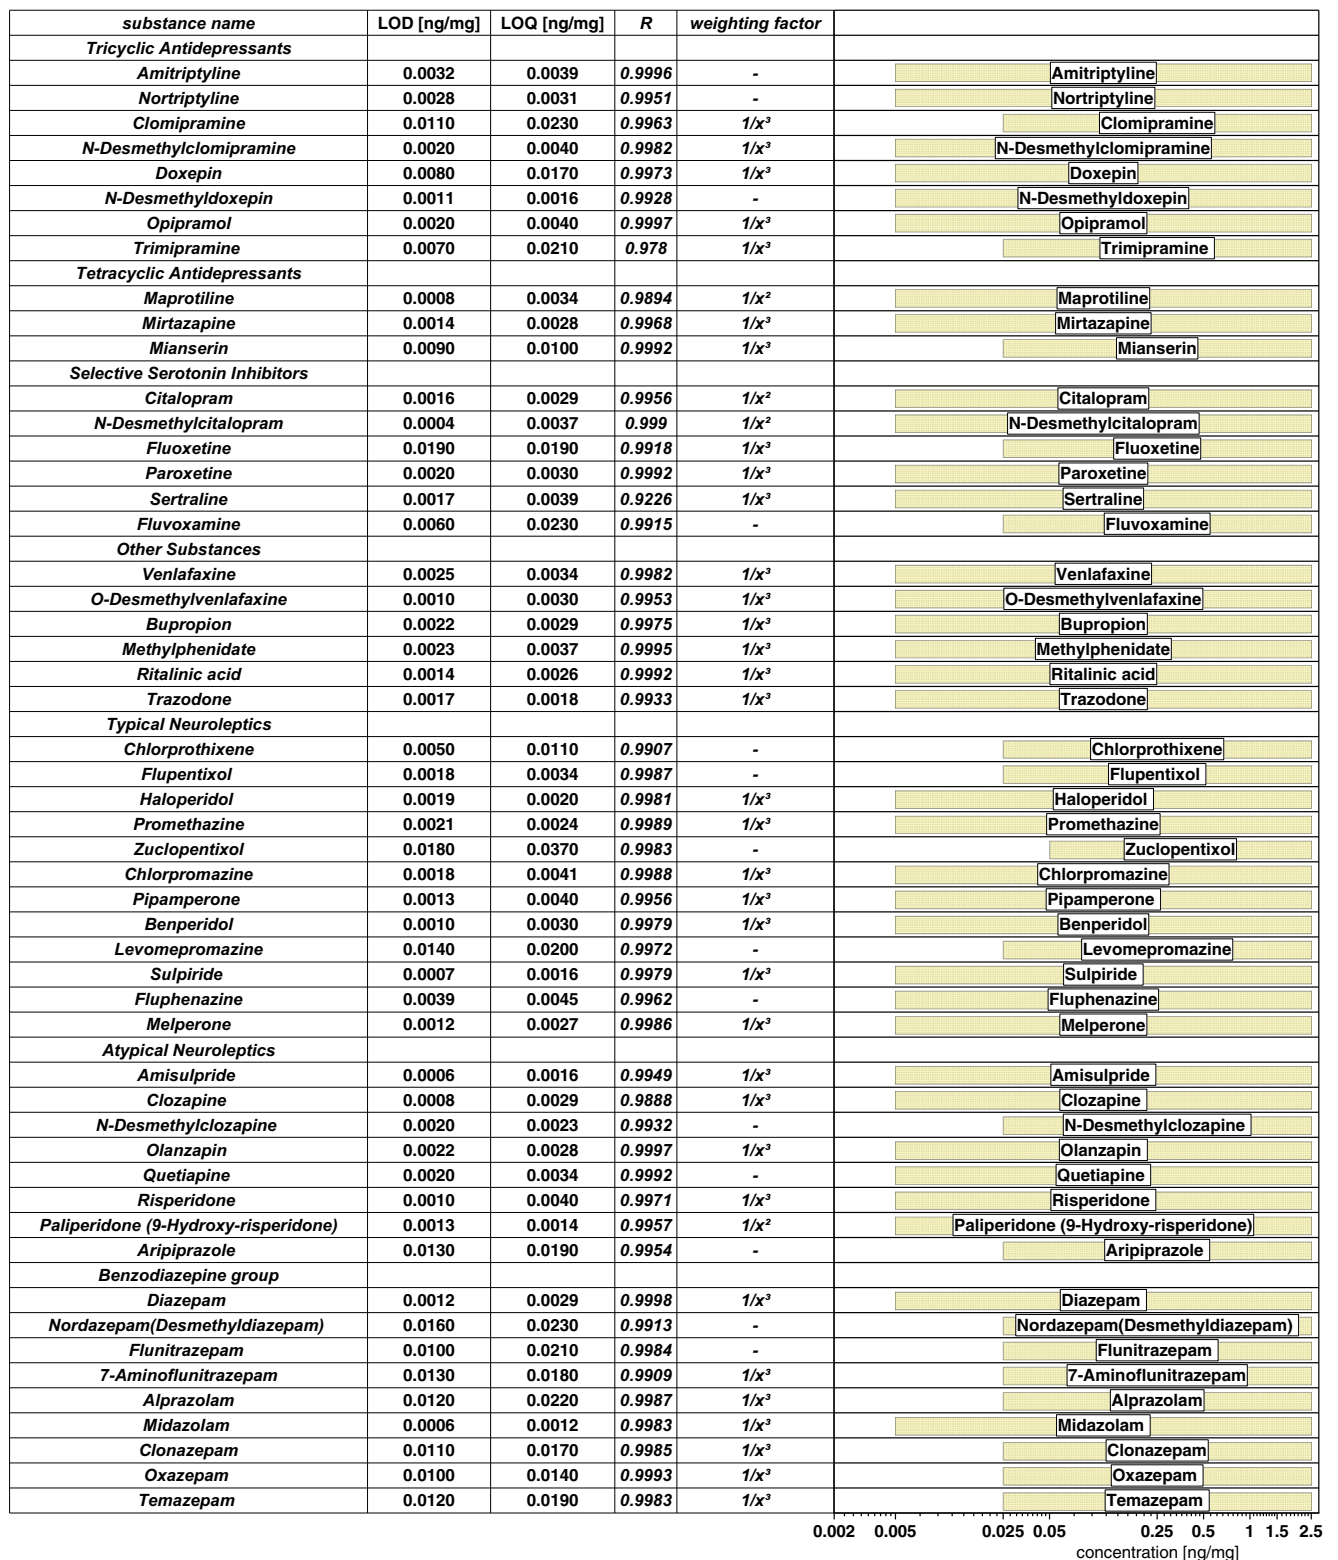 substance name LOD [ng/mg] LOQ [ng/mg] R weighting factor
Tricyclic Antidepressants
Amitriptyline 0.0032 0.0039 0.9996 - Amitriptyline
Nortriptyline 0.0028 0.0031 0.9951 - Nortriptyline
Clomipramine 0.0110 0.0230 0.9963 1/x³ Clomipramine
N-Desmethylclomipramine 0.0020 0.0040 0.9982 1/x³ N-Desmethylclomipramine
Doxepin 0.0080 0.0170 0.9973 1/x³ Doxepin
N-Desmethyldoxepin 0.0011 0.0016 0.9928 - N-Desmethyldoxepin
Opipramol 0.0020 0.0040 0.9997 1/x³ Opipramol
Trimipramine 0.0070 0.0210 0.978 1/x³ Trimipramine
Tetracyclic Antidepressants
Maprotiline 0.0008 0.0034 0.9894 1/x² Maprotiline
Mirtazapine 0.0014 0.0028 0.9968 1/x³ Mirtazapine
Mianserin 0.0090 0.0100 0.9992 1/x³ Mianserin
Selective Serotonin Inhibitors
Citalopram 0.0016 0.0029 0.9956 1/x² Citalopram
N-Desmethylcitalopram 0.0004 0.0037 0.999 1/x² N-Desmethylcitalopram
Fluoxetine 0.0190 0.0190 0.9918 1/x³ Fluoxetine
Paroxetine 0.0020 0.0030 0.9992 1/x³ Paroxetine
Sertraline 0.0017 0.0039 0.9226 1/x³ Sertraline
Fluvoxamine 0.0060 0.0230 0.9915 - Fluvoxamine
Other Substances
Venlafaxine 0.0025 0.0034 0.9982 1/x³ Venlafaxine
O-Desmethylvenlafaxine 0.0010 0.0030 0.9953 1/x³ O-Desmethylvenlafaxine
Bupropion 0.0022 0.0029 0.9975 1/x³ Bupropion
Methylphenidate 0.0023 0.0037 0.9995 1/x³ Methylphenidate
Ritalinic acid 0.0014 0.0026 0.9992 1/x³ Ritalinic acid
Trazodone 0.0017 0.0018 0.9933 1/x³ Trazodone
Typical Neuroleptics
Chlorprothixene 0.0050 0.0110 0.9907 - Chlorprothixene
Flupentixol 0.0018 0.0034 0.9987 - Flupentixol
Haloperidol 0.0019 0.0020 0.9981 1/x³ Haloperidol
Promethazine 0.0021 0.0024 0.9989 1/x³ Promethazine
Zuclopentixol 0.0180 0.0370 0.9983 - Zuclopentixol
Chlorpromazine 0.0018 0.0041 0.9988 1/x³ Chlorpromazine
Pipamperone 0.0013 0.0040 0.9956 1/x³ Pipamperone
Benperidol 0.0010 0.0030 0.9979 1/x³ Benperidol
Levomepromazine 0.0140 0.0200 0.9972 - Levomepromazine
Sulpiride 0.0007 0.0016 0.9979 1/x³ Sulpiride
Fluphenazine 0.0039 0.0045 0.9962 - Fluphenazine
Melperone 0.0012 0.0027 0.9986 1/x³ Melperone
Atypical Neuroleptics
Amisulpride 0.0006 0.0016 0.9949 1/x³ Amisulpride
Clozapine 0.0008 0.0029 0.9888 1/x³ Clozapine
N-Desmethylclozapine 0.0020 0.0023 0.9932 - N-Desmethylclozapine
Olanzapin 0.0022 0.0028 0.9997 1/x³ Olanzapin
Quetiapine 0.0020 0.0034 0.9992 - Quetiapine
Risperidone 0.0010 0.0040 0.9971 1/x³ Risperidone
Paliperidone (9-Hydroxy-risperidone) 0.0013 0.0014 0.9957 1/x² Paliperidone (9-Hydroxy-risperidone)
Aripiprazole 0.0130 0.0190 0.9954 - Aripiprazole
Benzodiazepine group
Diazepam 0.0012 0.0029 0.9998 1/x³ Diazepam
Nordazepam(Desmethyldiazepam) 0.0160 0.0230 0.9913 - Nordazepam(Desmethyldiazepam)
Flunitrazepam 0.0100 0.0210 0.9984 - Flunitrazepam
7-Aminoflunitrazepam 0.0130 0.0180 0.9909 1/x³ 7-Aminoflunitrazepam
Alprazolam 0.0120 0.0220 0.9987 1/x³ Alprazolam
Midazolam 0.0006 0.0012 0.9983 1/x³ Midazolam
Clonazepam 0.0110 0.0170 0.9985 1/x³ Clonazepam
Oxazepam 0.0100 0.0140 0.9993 1/x³ Oxazepam
Temazepam 0.0120 0.0190 0.9983 1/x³ Temazepam
0.002 0.005 0.025 0.05 0.25 0.5 1 1.5 2.5
concentration [ng/mg]